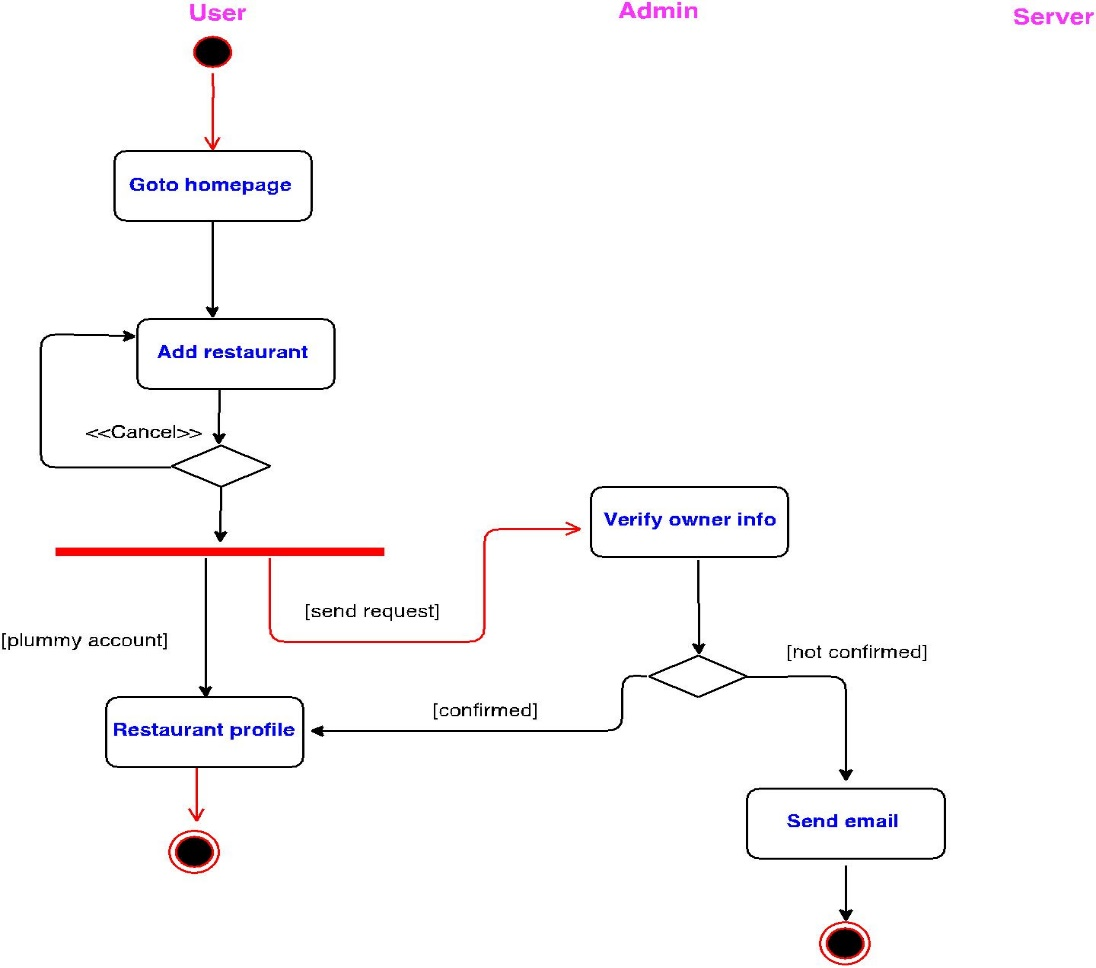 User
Admin
Server
Goto homepage
Add restaurant
<<Cancel>>
Verify owner info
[send request]
[plummy account]
[not confirmed]
[confirmed]
Restaurant profile
Send email